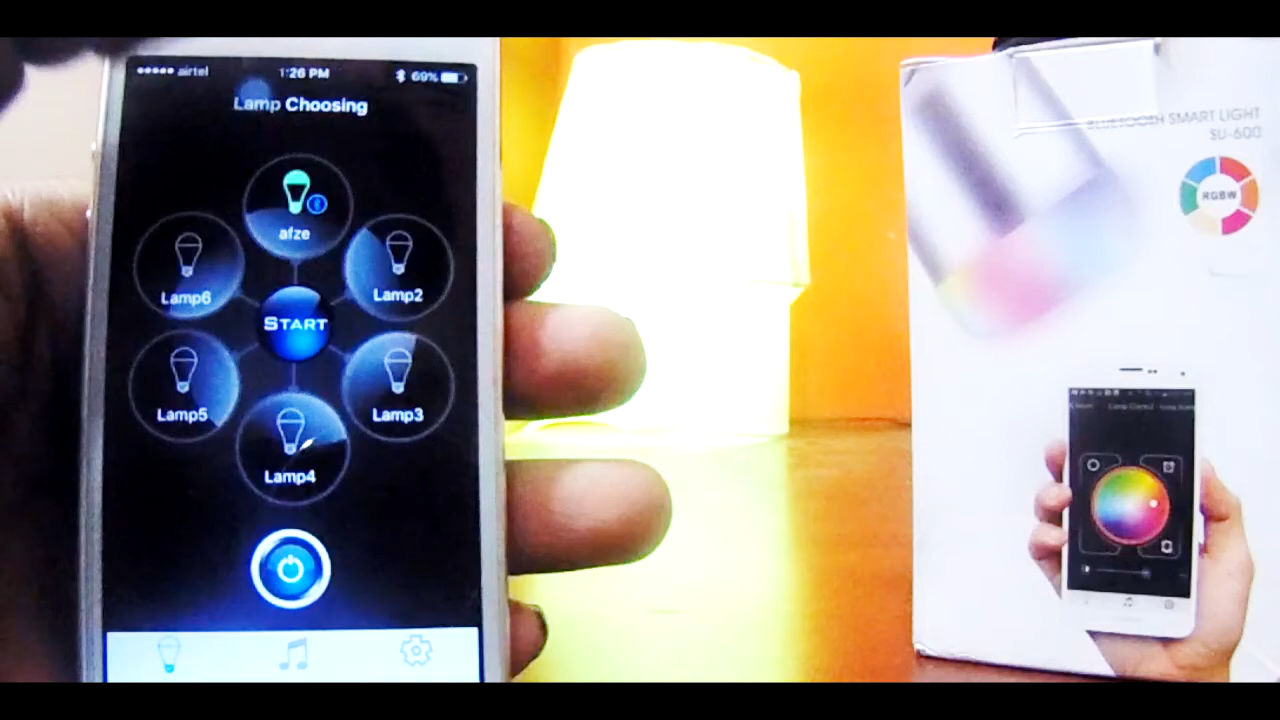 airtel 1:26 PM 69%
Lamp Choosing
afze
Lamp6
Lamp2
START
Lamp5
Lamp3
Lamp4
BLUETOOTH SMART LIGHT
SU-600
RGBW